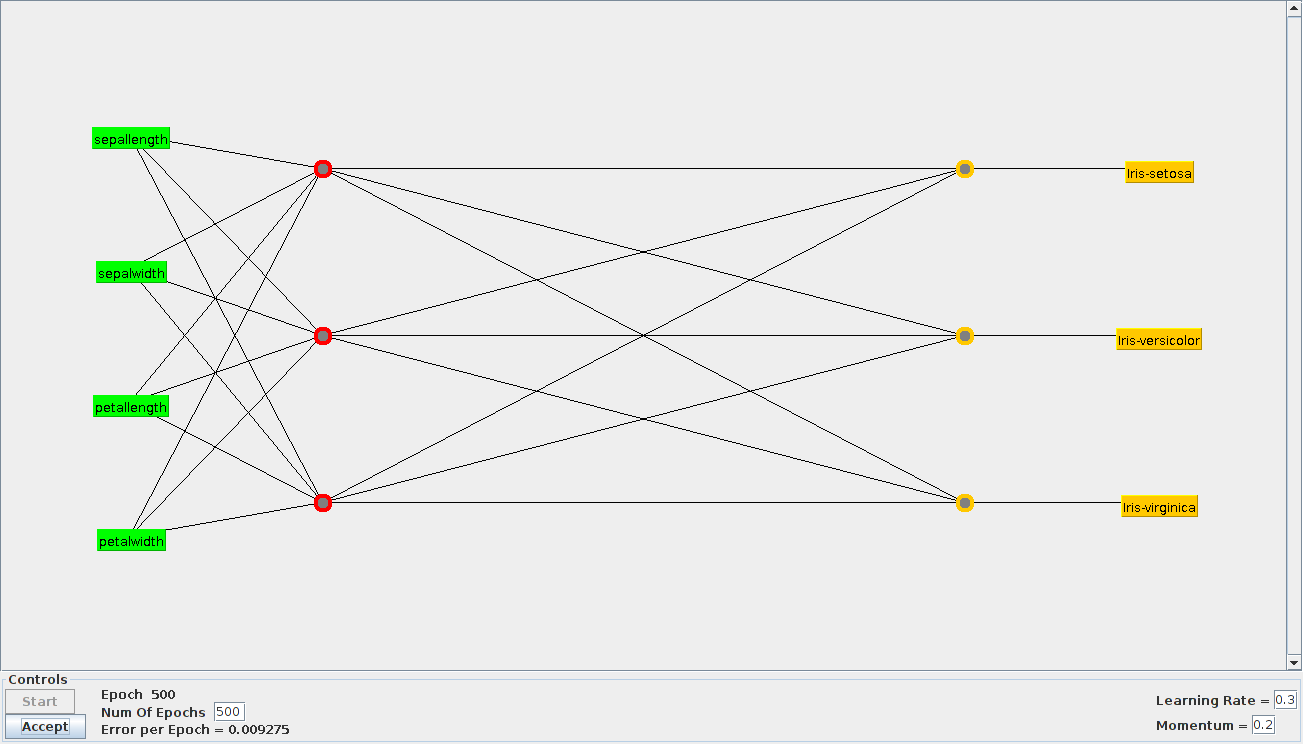 sepallength
Iris-setosa
sepalwidth
Iris-versicolor
petallength
Iris-virginica
petalwidth
Controls
Start
Accept
Epoch 500
Num Of Epochs 500
Error per Epoch = 0.009275
Learning Rate = 0.3
Momentum = 0.2